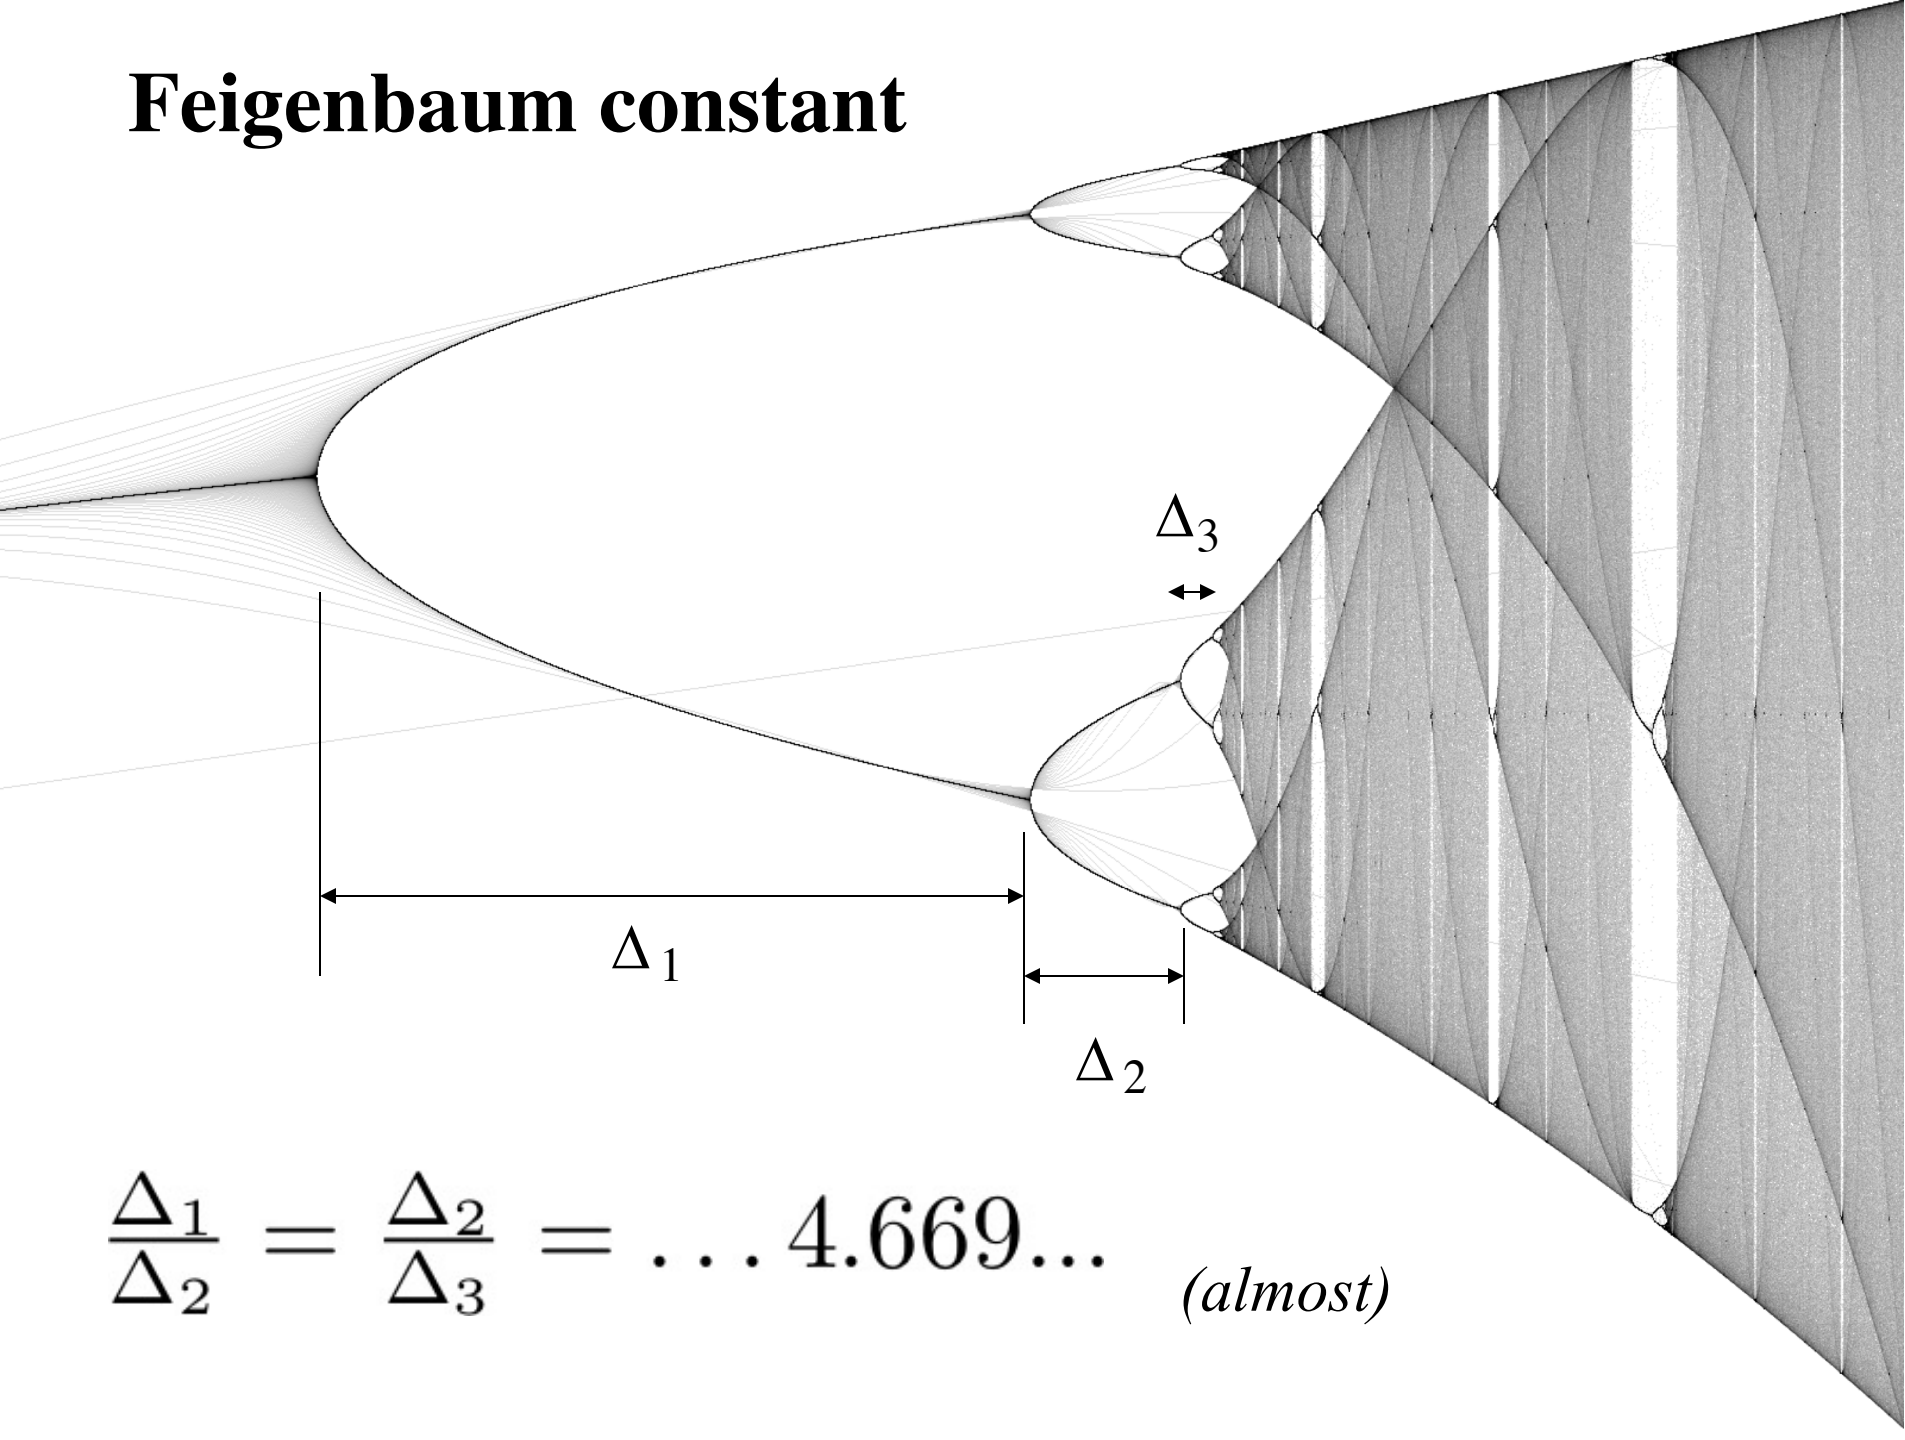 Feigenbaum constant
Δ3
Δ1
Δ2
Δ1/Δ2 = Δ2/Δ3 = ...4.669...
(almost)